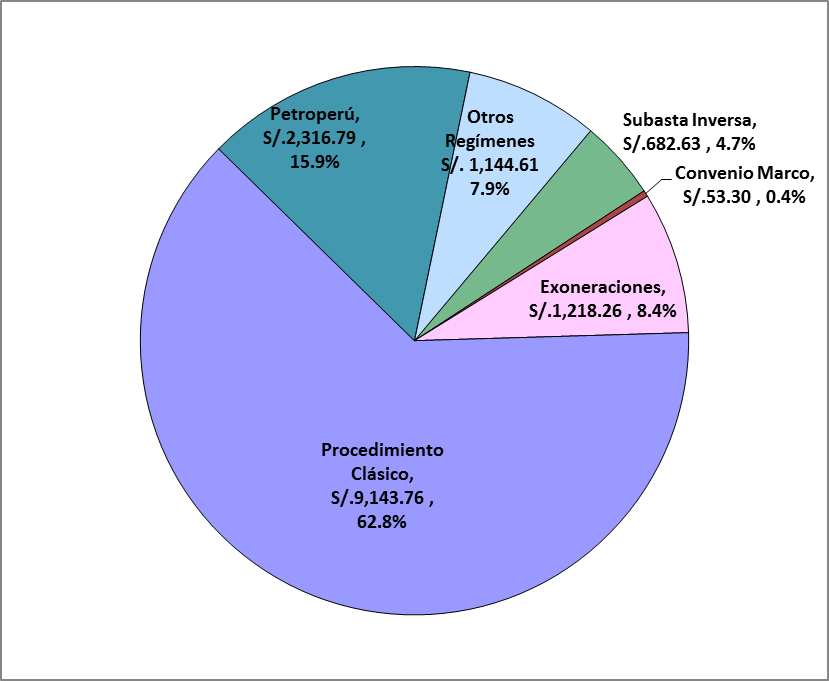 Petroperú,
S/.2,316.79 ,
15.9%
Otros
Regímenes
S/. 1,144.61
7.9%
Subasta Inversa,
S/.682.63 , 4.7%
Convenio Marco,
S/.53.30 , 0.4%
Exoneraciones,
S/.1,218.26 , 8.4%
Procedimiento
Clásico,
S/.9,143.76 ,
62.8%